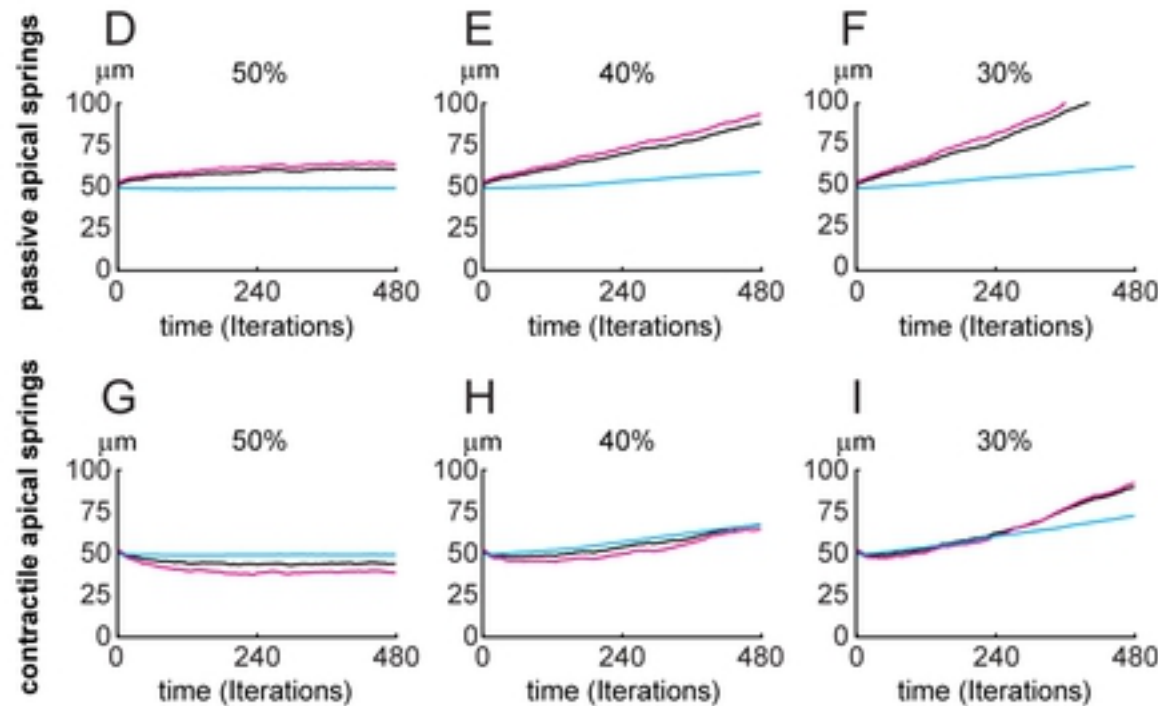 passive apical springs
D
μm
50%
100
75
50
25
0
0 240 480
time (Iterations)
E
40%
100
75
50
25
0
0 240 480
time (Iterations)
F
μm
30%
100
75
50
25
0
0 240 480
time (Iterations)
contractile apical springs
G
μm
50%
100
75
50
25
0
0 240 480
time (Iterations)
H
μm
40%
100
75
50
25
0
0 240 480
time (Iterations)
I
μm
30%
100
75
50
25
0
0 240 480
time (Iterations)